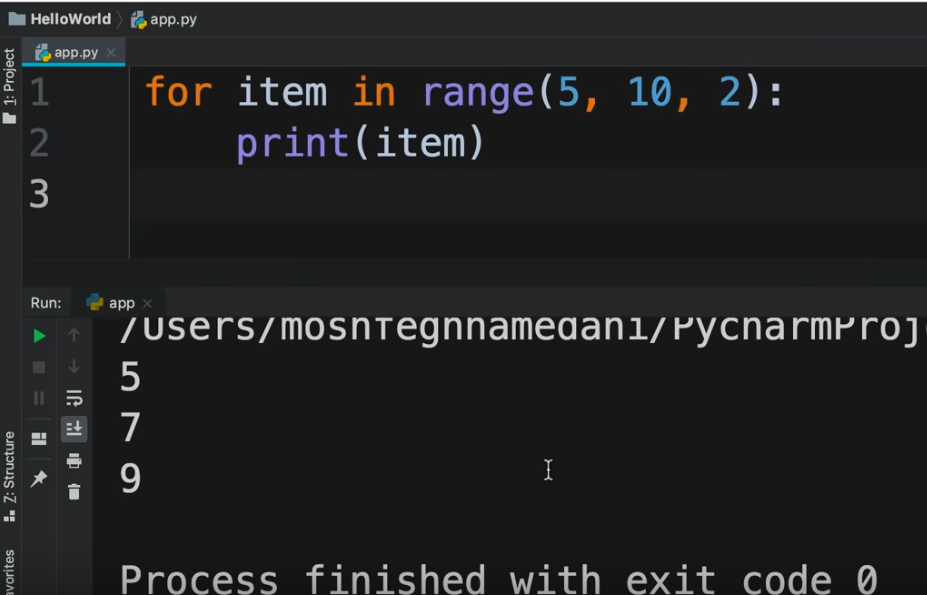 HelloWorld app.py
app.py
1: Project
1 for item in range(5, 10, 2):
2     print(item)
3
Run: app
/Users/moshfeghhamedani/PycharmProj
5
7
9
Process finished with exit code 0
Z: Structure
avorites